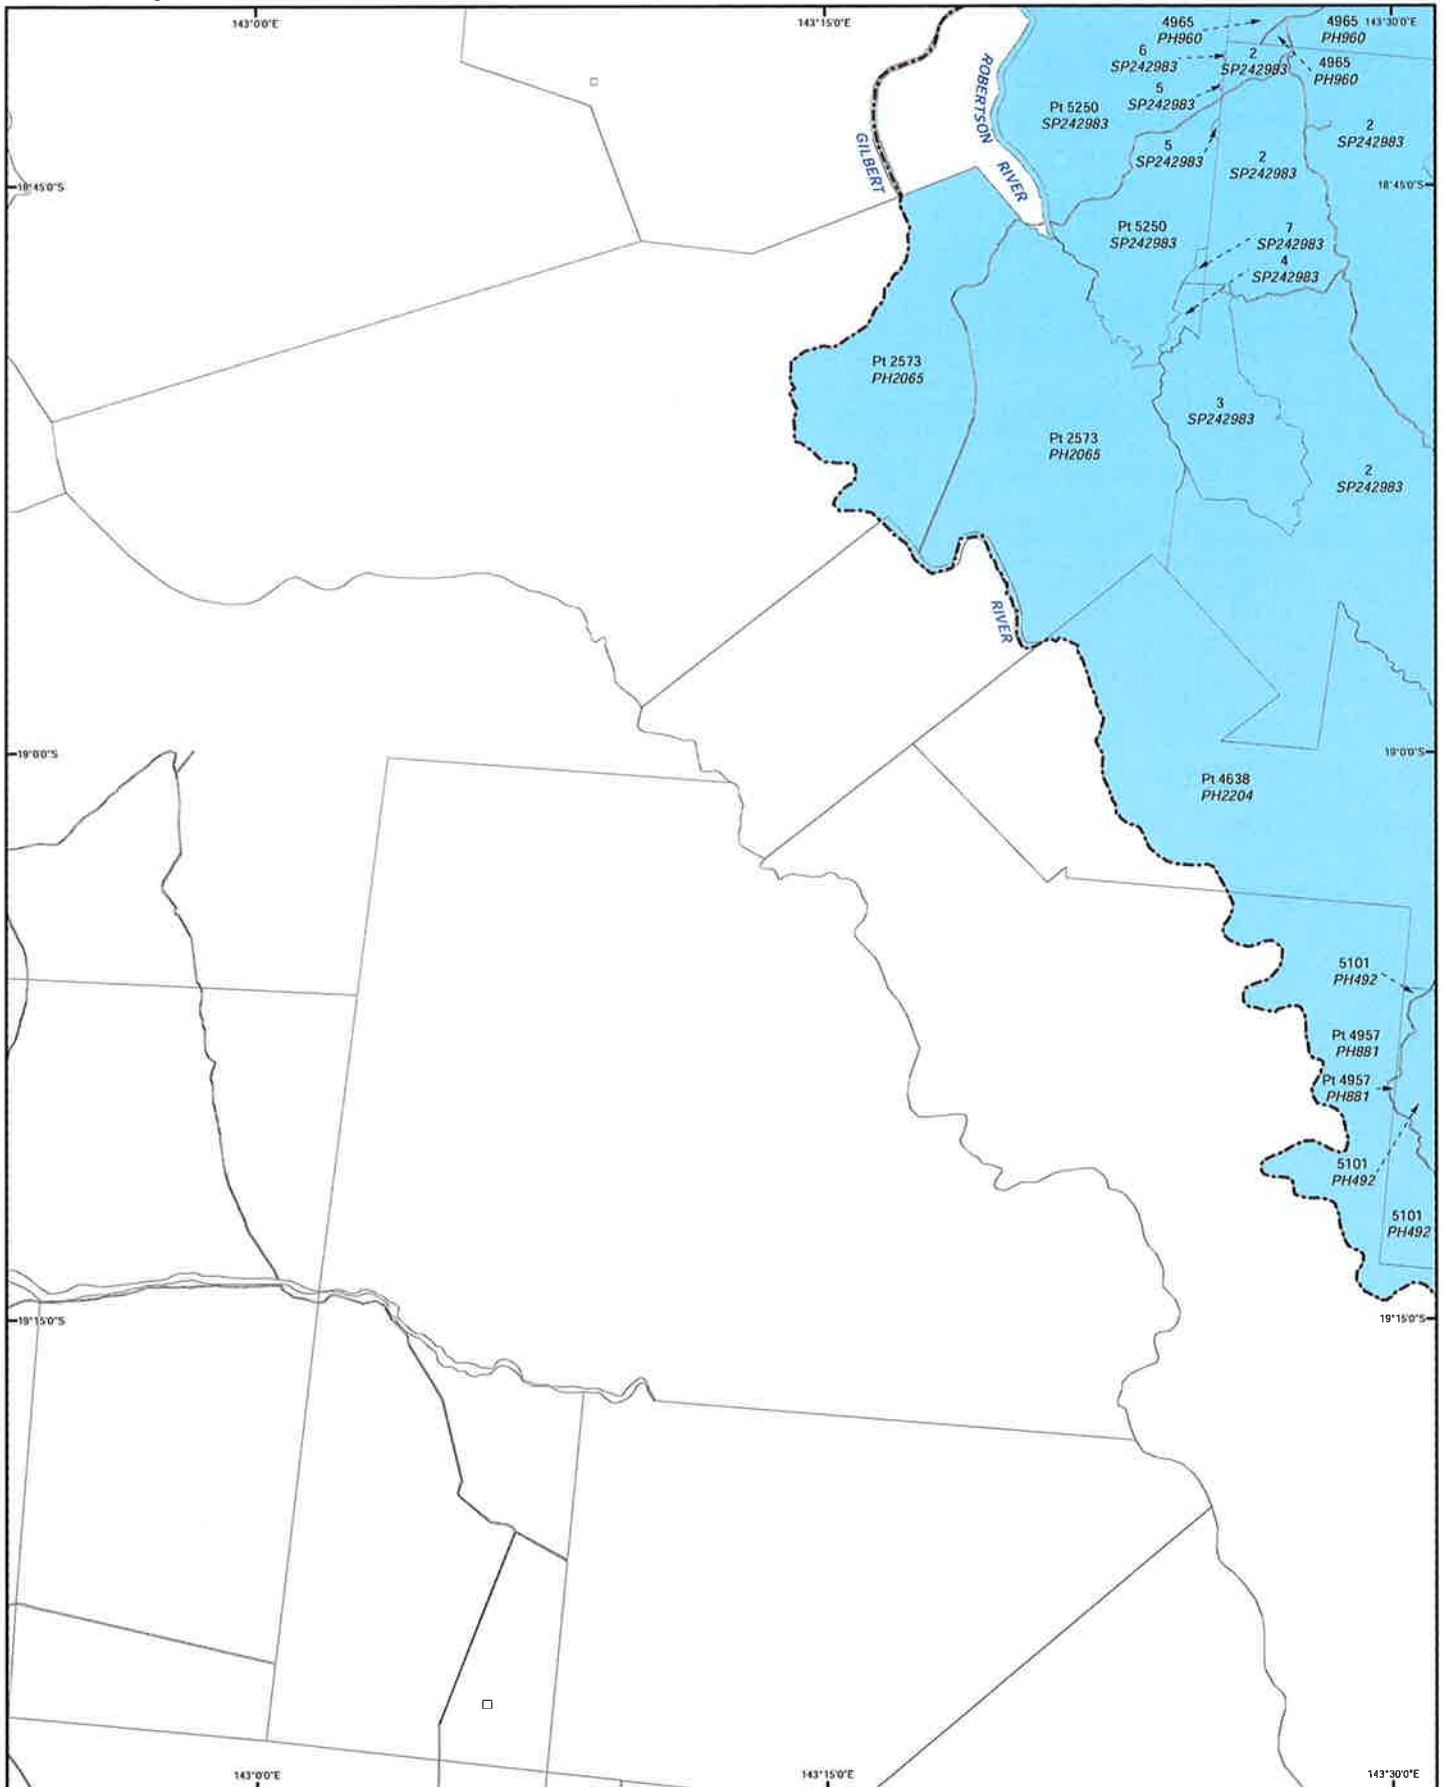 143°0'0"E
143°15'0"E
4965
PH960
4965
PH960
143°30'0"E
6
SP242983
2
SP242983
4965
PH960
5
SP242983
Pt 5250
SP242983
2
SP242983
5
SP242983
2
SP242983
ROBERTSON
RIVER
GILBERT
18°45'0"S
18°45'0"S
Pt 5250
SP242983
7
SP242983
4
SP242983
Pt 2573
PH2065
3
SP242983
Pt 2573
PH2065
2
SP242983
RIVER
19°0'0"S
19°0'0"S
Pt 4638
PH2204
5101
PH492
Pt 4957
PH881
Pt 4957
PH881
5101
PH492
5101
PH492
19°15'0"S
19°15'0"S
143°0'0"E
143°15'0"E
143°30'0"E